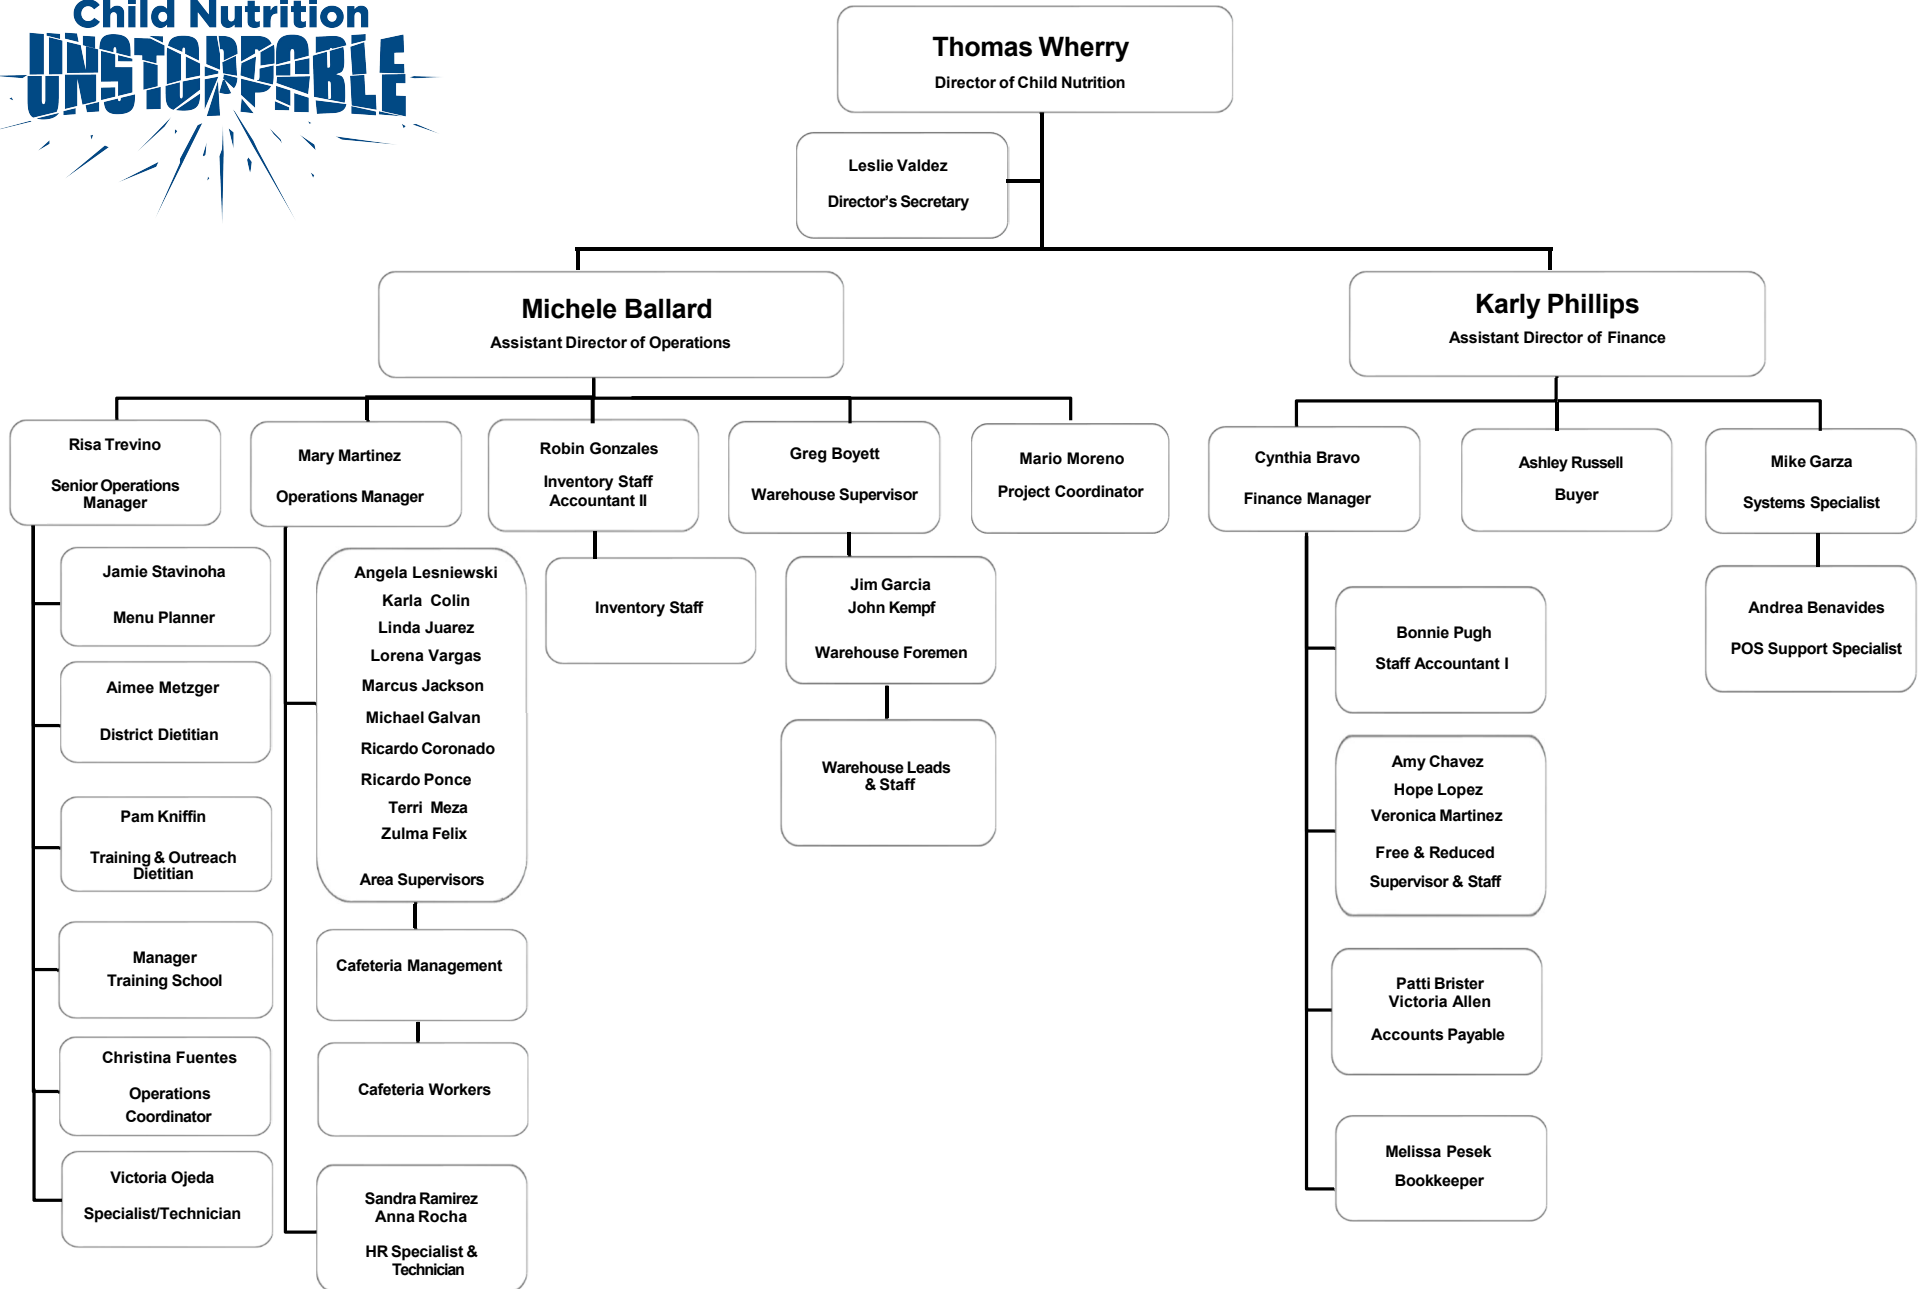 Child Nutrition
UNSTOPPABLE
Thomas Wherry
Director of Child Nutrition
Leslie Valdez
Director's Secretary
Michele Ballard
Assistant Director of Operations
Karly Phillips
Assistant Director of Finance
Risa Trevino
Senior Operations
Manager
Mary Martinez
Operations Manager
Robin Gonzales
Inventory Staff
Accountant II
Greg Boyett
Warehouse Supervisor
Mario Moreno
Project Coordinator
Cynthia Bravo
Finance Manager
Ashley Russell
Buyer
Mike Garza
Systems Specialist
Jamie Stavinoha
Menu Planner
Aimee Metzger
District Dietitian
Pam Kniffin
Training & Outreach
Dietitian
Manager
Training School
Christina Fuentes
Operations
Coordinator
Victoria Ojeda
Specialist/Technician
Angela Lesniewski
Karla Colin
Linda Juarez
Lorena Vargas
Marcus Jackson
Michael Galvan
Ricardo Coronado
Ricardo Ponce
Terri Meza
Zulma Felix
Area Supervisors
Cafeteria Management
Cafeteria Workers
Sandra Ramirez
Anna Rocha
HR Specialist &
Technician
Inventory Staff
Jim Garcia
John Kempf
Warehouse Foremen
Warehouse Leads
& Staff
Bonnie Pugh
Staff Accountant I
Amy Chavez
Hope Lopez
Veronica Martinez
Free & Reduced
Supervisor & Staff
Patti Brister
Victoria Allen
Accounts Payable
Melissa Pesek
Bookkeeper
Andrea Benavides
POS Support Specialist